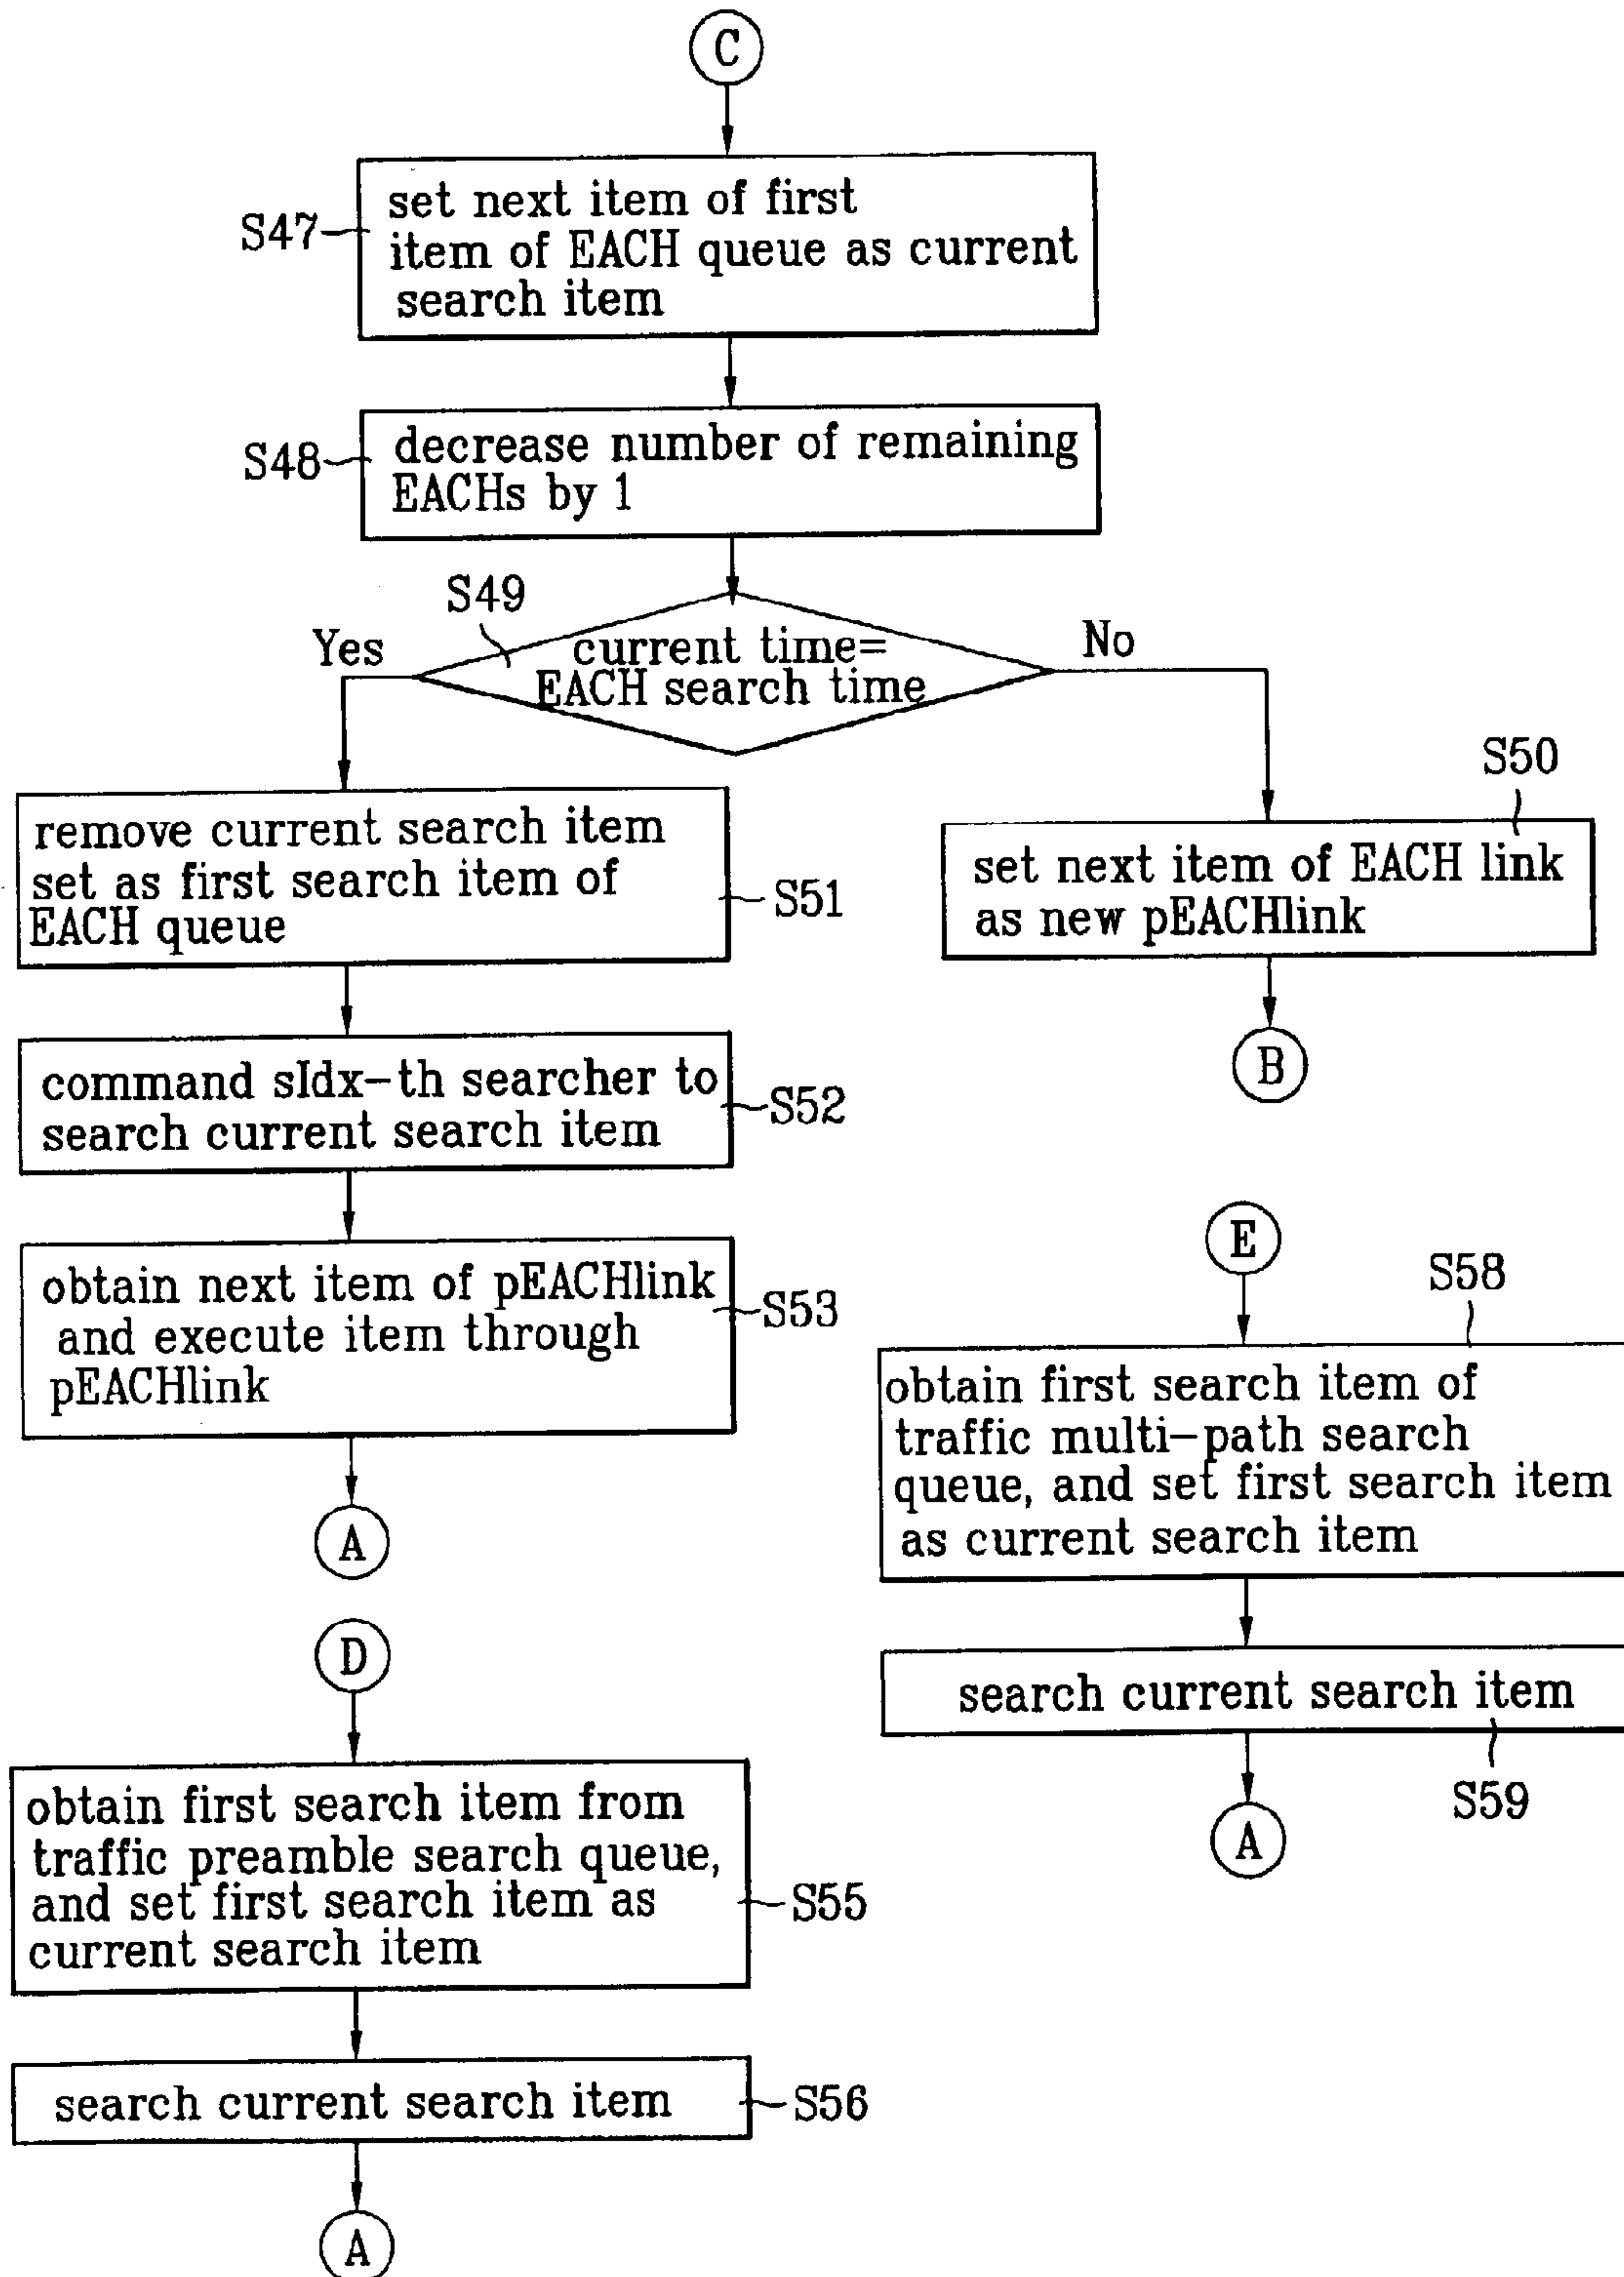 C
set next item of first
item of EACH queue as current
search item
S47
decrease number of remaining
EACHs by 1
S48
S49
current time=
EACH search time
Yes
No
remove current search item
set as first search item of
EACH queue
S51
S50
set next item of EACH link
as new pEACHlink
B
command sIdx-th searcher to
search current search item
S52
obtain next item of pEACHlink
and execute item through
pEACHlink
S53
A
E
S58
obtain first search item of
traffic multi-path search
queue, and set first search item
as current search item
search current search item
S59
A
D
obtain first search item from
traffic preamble search queue,
and set first search item as
current search item
S55
search current search item
S56
A